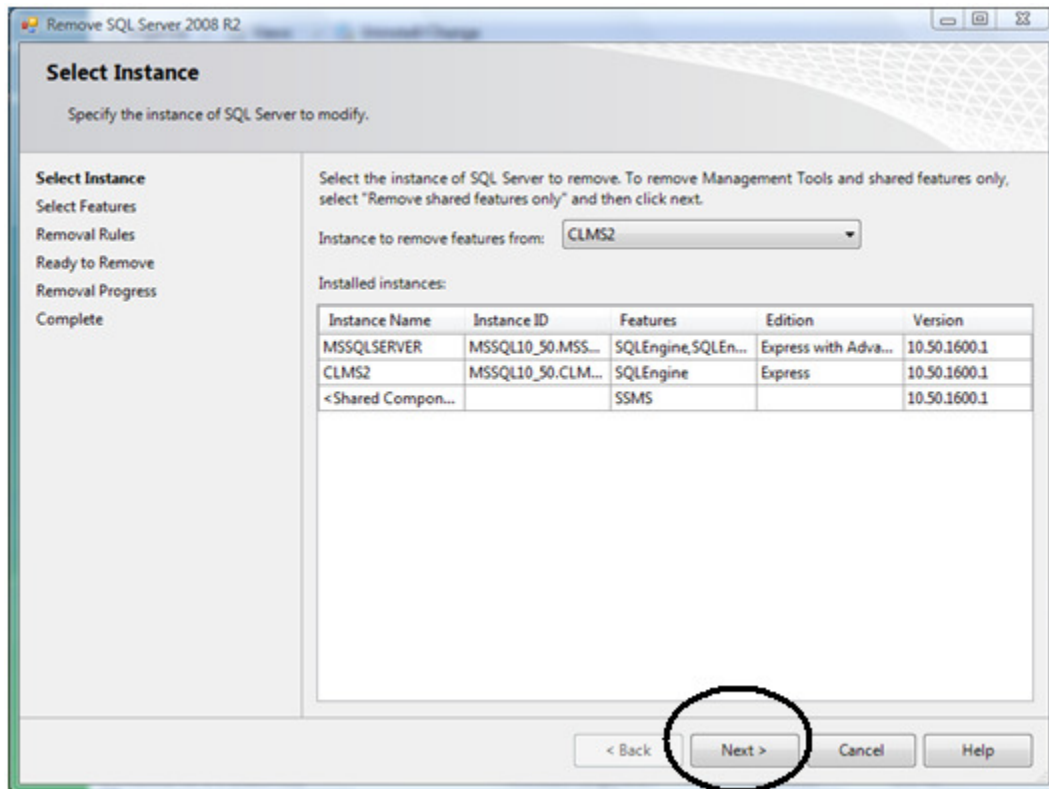 Remove SQL Server 2008 R2
Select Instance
Specify the instance of SQL Server to modify.
Select Instance
Select Features
Removal Rules
Ready to Remove
Removal Progress
Complete
Select the instance of SQL Server to remove. To remove Management Tools and shared features only,
select "Remove shared features only" and then click next.
Instance to remove features from: CLMS2
Installed instances:
Instance Name Instance ID Features Edition Version
MSSQLSERVER MSSQL10_50.MSS... SQLEngine,SQLEn... Express with Adva... 10.50.1600.1
CLMS2 MSSQL10_50.CLM... SQLEngine Express 10.50.1600.1
<Shared Compon... SSMS 10.50.1600.1
< Back Next > Cancel Help